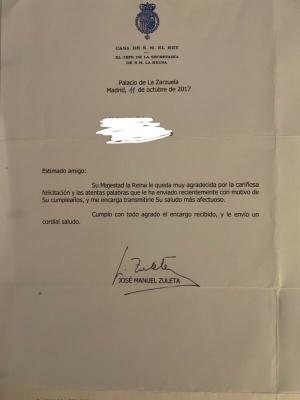 CASA DE S. M. EL REY
EL JEFE DE LA SECRETARIA
DE S.M. LA REINA
Palacio de La Zarzuela
Madrid, 11 de octubre de 2017
Estimado amigo:
Su Majestad la Reina le queda muy agradecida por la cariñosa
felicitación y las atentas palabras que le ha enviado recientemente con motivo de
Su cumpleaños, y me encarga transmitirle Su saludo más afectuoso.
Cumplo con todo agrado el encargo recibido, y le envío un
cordial saludo.
J. Zuleta
JOSÉ MANUEL ZULETA